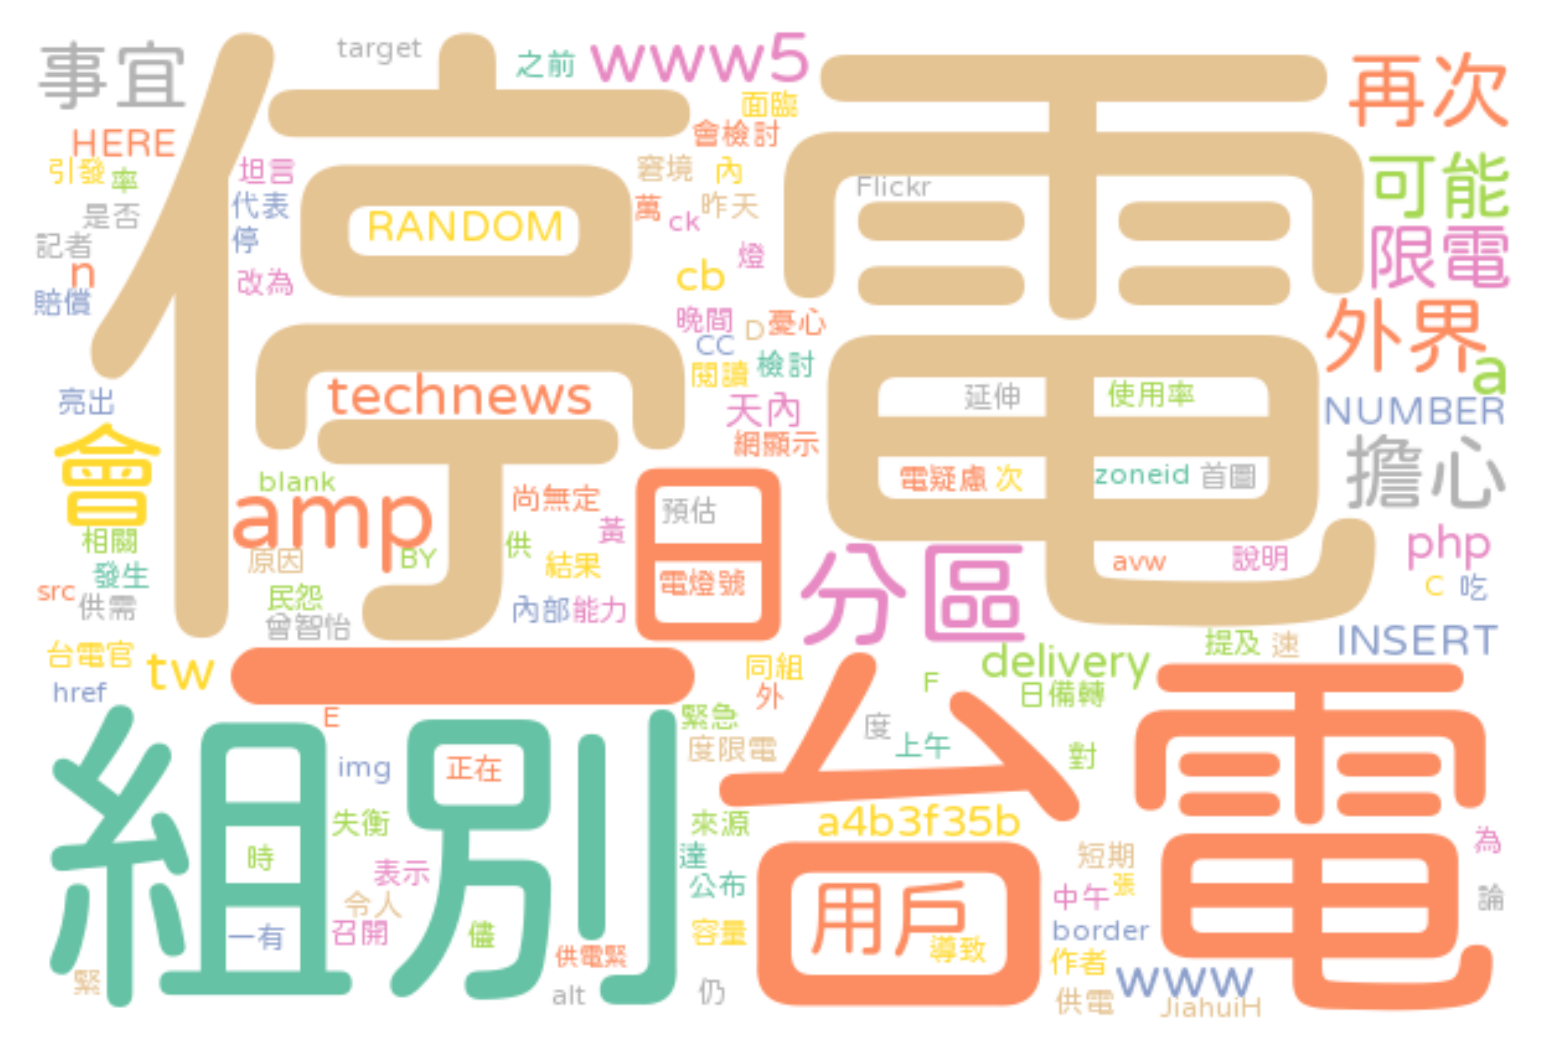 事宜
target
之前
www5
停電
再次
面臨
HERE
會檢討
引發
率
坦言
窘境
內
可能
Flickr
是否
代表
RANDOM
萬
昨天
ck
停
記者
n
燈
限電
改為
cb
賠償
晚間
D
憂心
外界
CC
檢討
閱讀
a
technews
亮出
天內
延伸
使用率
NUMBER
網顯示
會
擔心
blank
電疑慮
次
zoneid
首圖
amp
尚無定
日
預估
黃
相關
供
分區
php
原因
BY
結果
avw
說明
發生
src
供需
電燈號
C
吃
民怨
內部
能力
曾智怡
INSERT
提及
速
台電官
tw
一
同組
delivery
href
外
F
日備轉
組別
E
緊急
台電
度
上午
度限電
對
img
正在
失衡
來源
a4b3f35b
為
時
達
短期
表示
公布
用戶
張
中午
論
令人
一有
召開
儘
容量
導致
border
供電緊
作者
緊
alt
仍
www
供電
JiahuiH